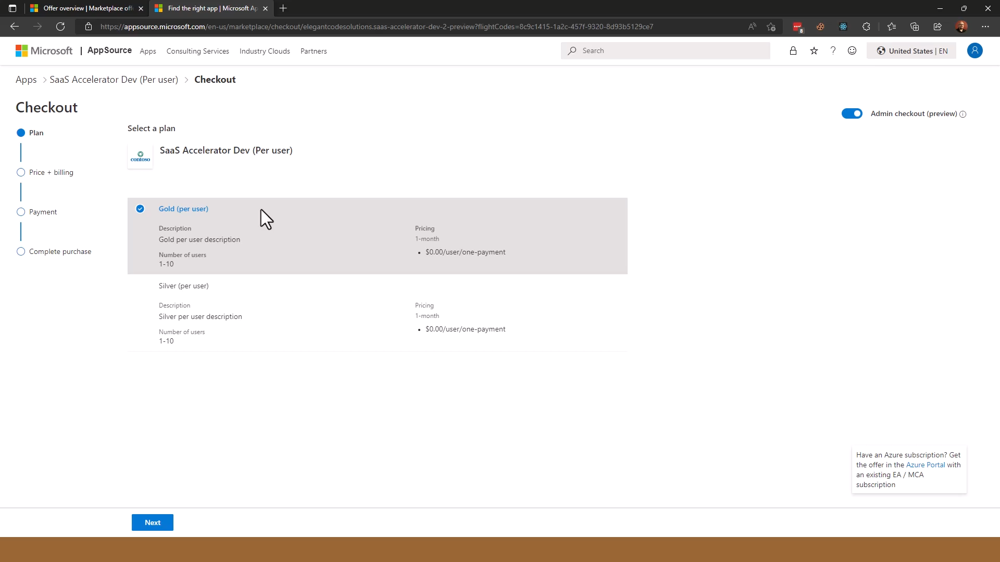 Offer overview | Marketplace off
Find the right app | Microsoft Ap
https://appsource.microsoft.com/en-us/marketplace/checkout/elegantcodesolutions.saas-accelerator-dev-2-preview?flightCodes=8c9c1415-1a2c-457f-9320-8d93b5129ce7
8
Microsoft | AppSource Apps Consulting Services Industry Clouds Partners
Search
United States | EN
Apps > SaaS Accelerator Dev (Per user) > Checkout
Checkout
Admin checkout (preview)
Plan
Price + billing
Payment
Complete purchase
Select a plan
contoso
SaaS Accelerator Dev (Per user)
Gold (per user)
Description
Gold per user description
Number of users
1-10
Pricing
1-month
• $0.00/user/one-payment
Silver (per user)
Description
Silver per user description
Number of users
1-10
Pricing
1-month
• $0.00/user/one-payment
Have an Azure subscription? Get
the offer in the Azure Portal with
an existing EA / MCA
subscription
Next